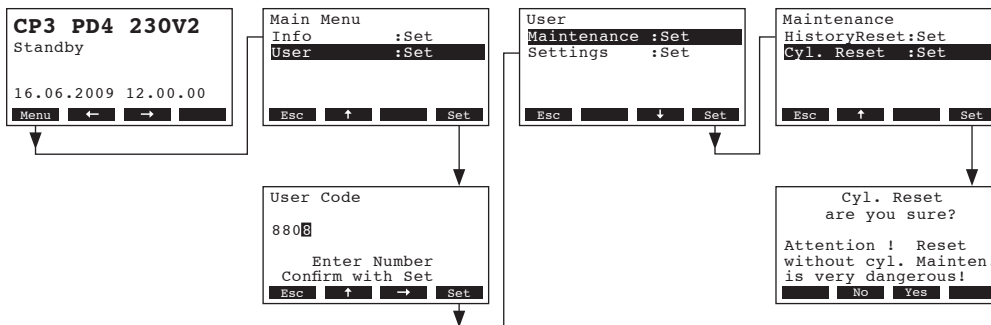 CP3 PD4 230V2
Standby
16.06.2009 12.00.00
Menu ← →
Main Menu
Info :Set
User :Set
Esc ↑ Set
User Code
8808
Enter Number
Confirm with Set
Esc ↑ → Set
User
Maintenance :Set
Settings :Set
Esc ↓ Set
Maintenance
HistoryReset:Set
Cyl. Reset :Set
Esc ↑ Set
Cyl. Reset
are you sure?
Attention ! Reset
without cyl. Mainten.
is very dangerous!
No Yes